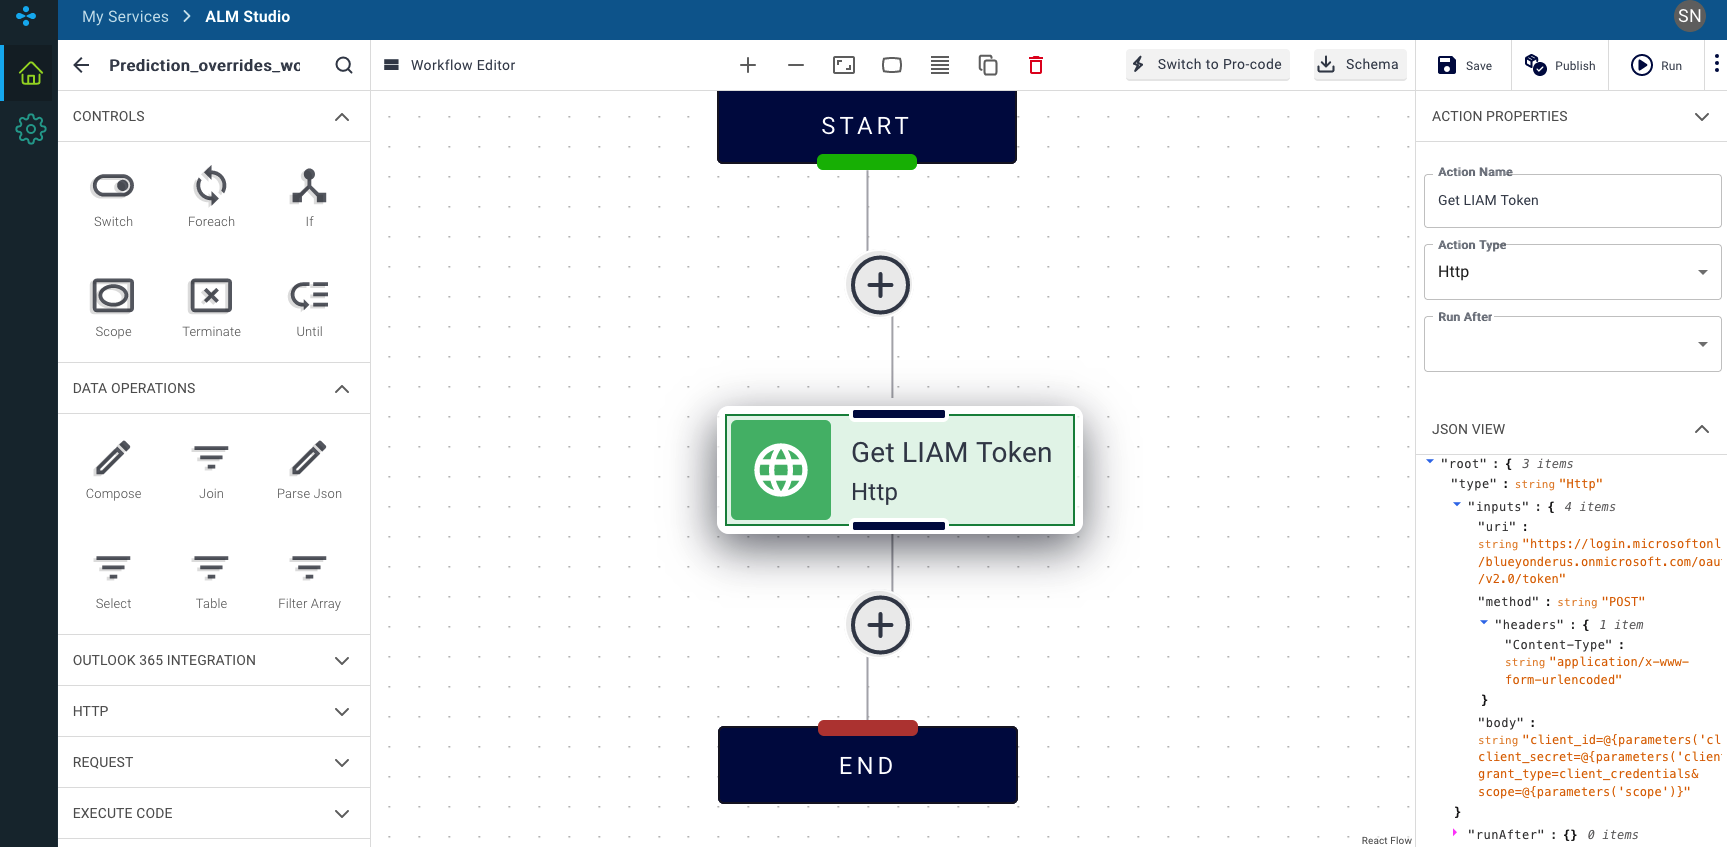 My Services > ALM Studio
SN
Prediction_overrides_wc
Workflow Editor
Switch to Pro-code
Schema
Save
Publish
Run
CONTROLS
Switch
Foreach
If
Scope
Terminate
Until
DATA OPERATIONS
Compose
Join
Parse Json
Select
Table
Filter Array
OUTLOOK 365 INTEGRATION
HTTP
REQUEST
EXECUTE CODE
START
Get LIAM Token
Http
END
React Flow
ACTION PROPERTIES
Action Name
Get LIAM Token
Action Type
Http
Run After
JSON VIEW
"root" : { 3 items
"type" : string "Http"
"inputs" : { 4 items
"uri" :
string "https://login.microsoftonl
/blueyonderus.onmicrosoft.com/oau
/v2.0/token"
"method" : string "POST"
"headers" : { 1 item
"Content-Type" :
string "application/x-www-
form-urlencoded"
}
"body" :
string "client_id=@{parameters('cl
client_secret=@{parameters('clien
grant_type=client_credentials&
scope=@{parameters('scope')}"
}
"runAfter" : {} 0 items